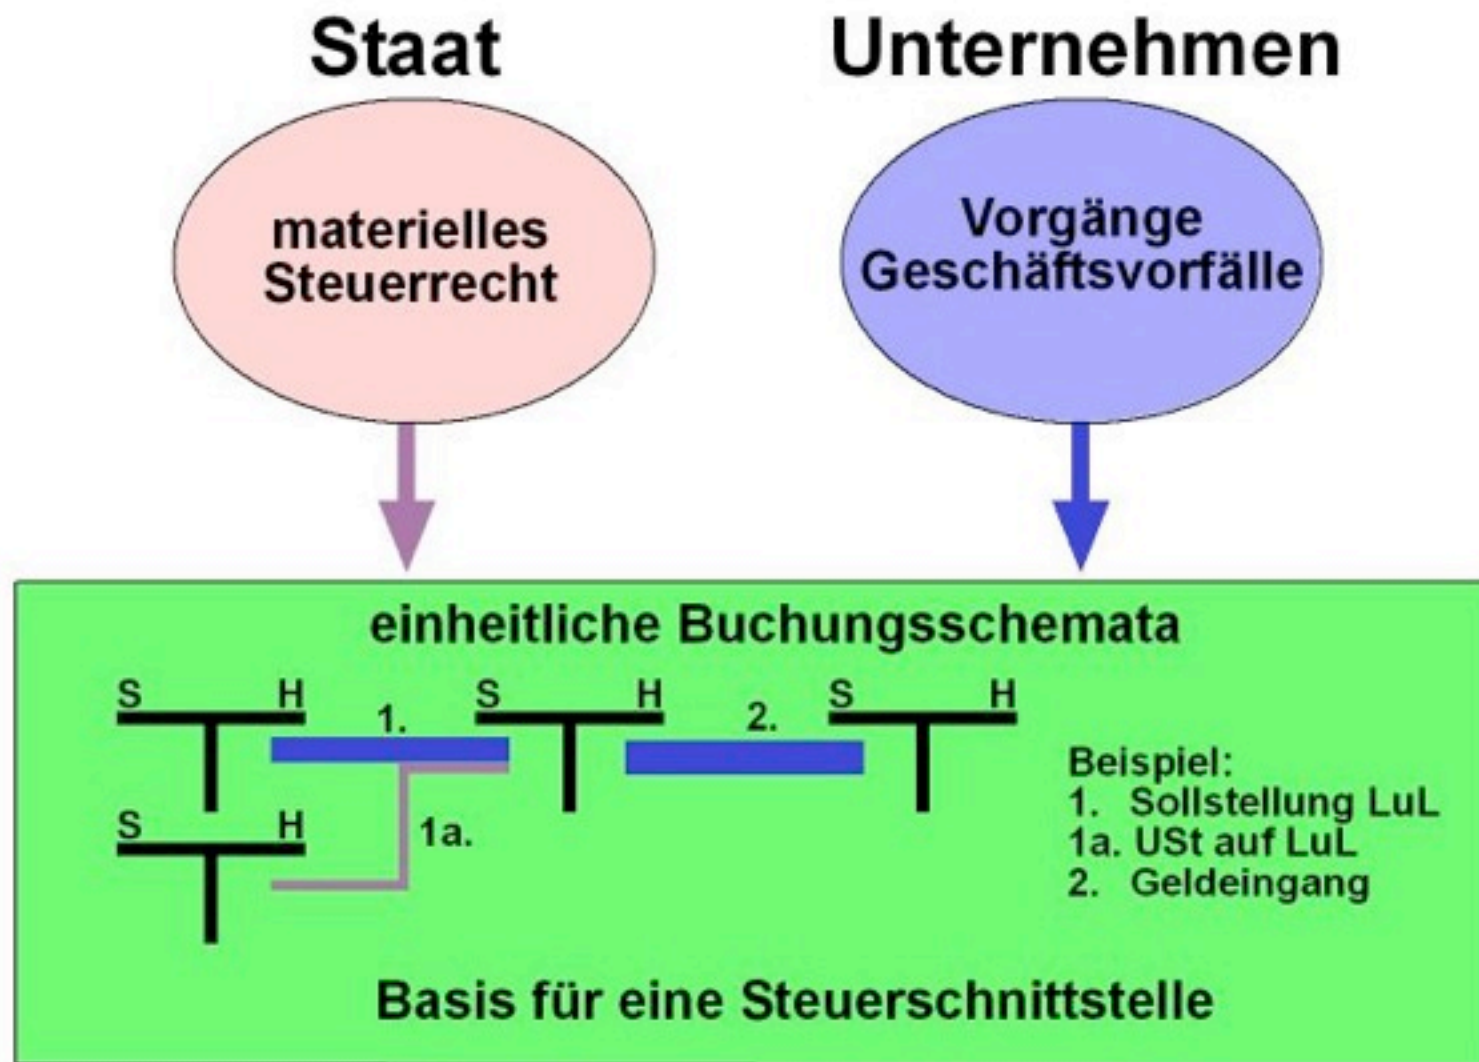 Staat
Unternehmen
materielles
Steuerrecht
Vorgänge
Geschäftsvorfälle
einheitliche Buchungsschemata
S H 1. S H 2. S H
S H
1a.
Beispiel:
1. Sollstellung LuL
1a. USt auf LuL
2. Geldeingang
Basis für eine Steuerschnittstelle